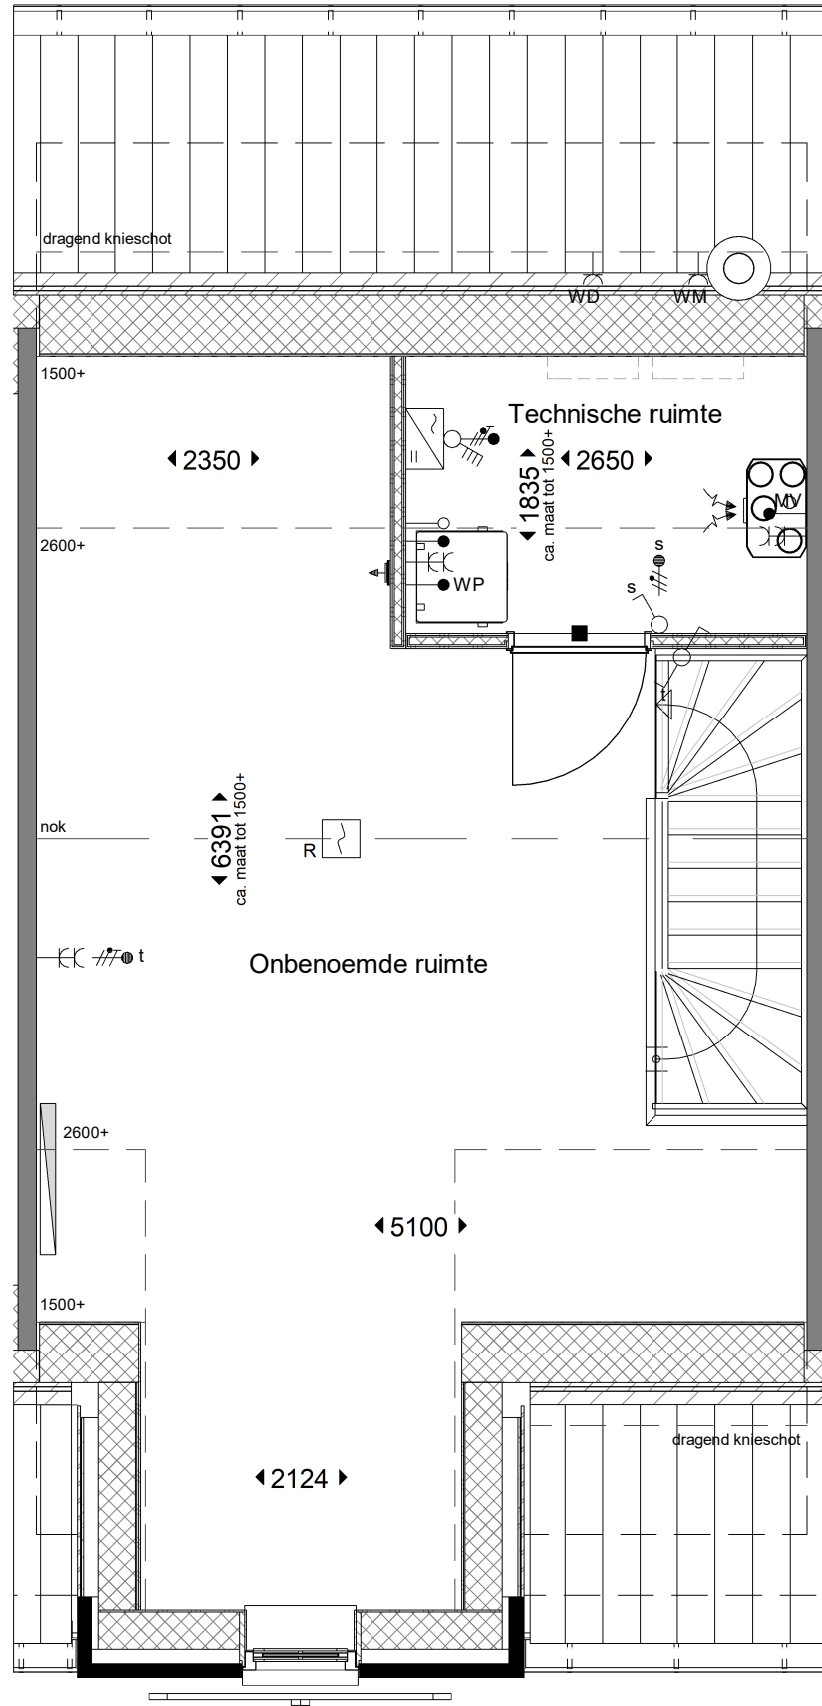 dragend knieschot
WD
WM
1500+
Technische ruimte
2350
1835
ca. maat tot 1500+
2650
MV
2600+
s
WP
s
t
nok
6391
ca. maat tot 1500+
R
t
Onbenoemde ruimte
2600+
5100
1500+
dragend knieschot
2124